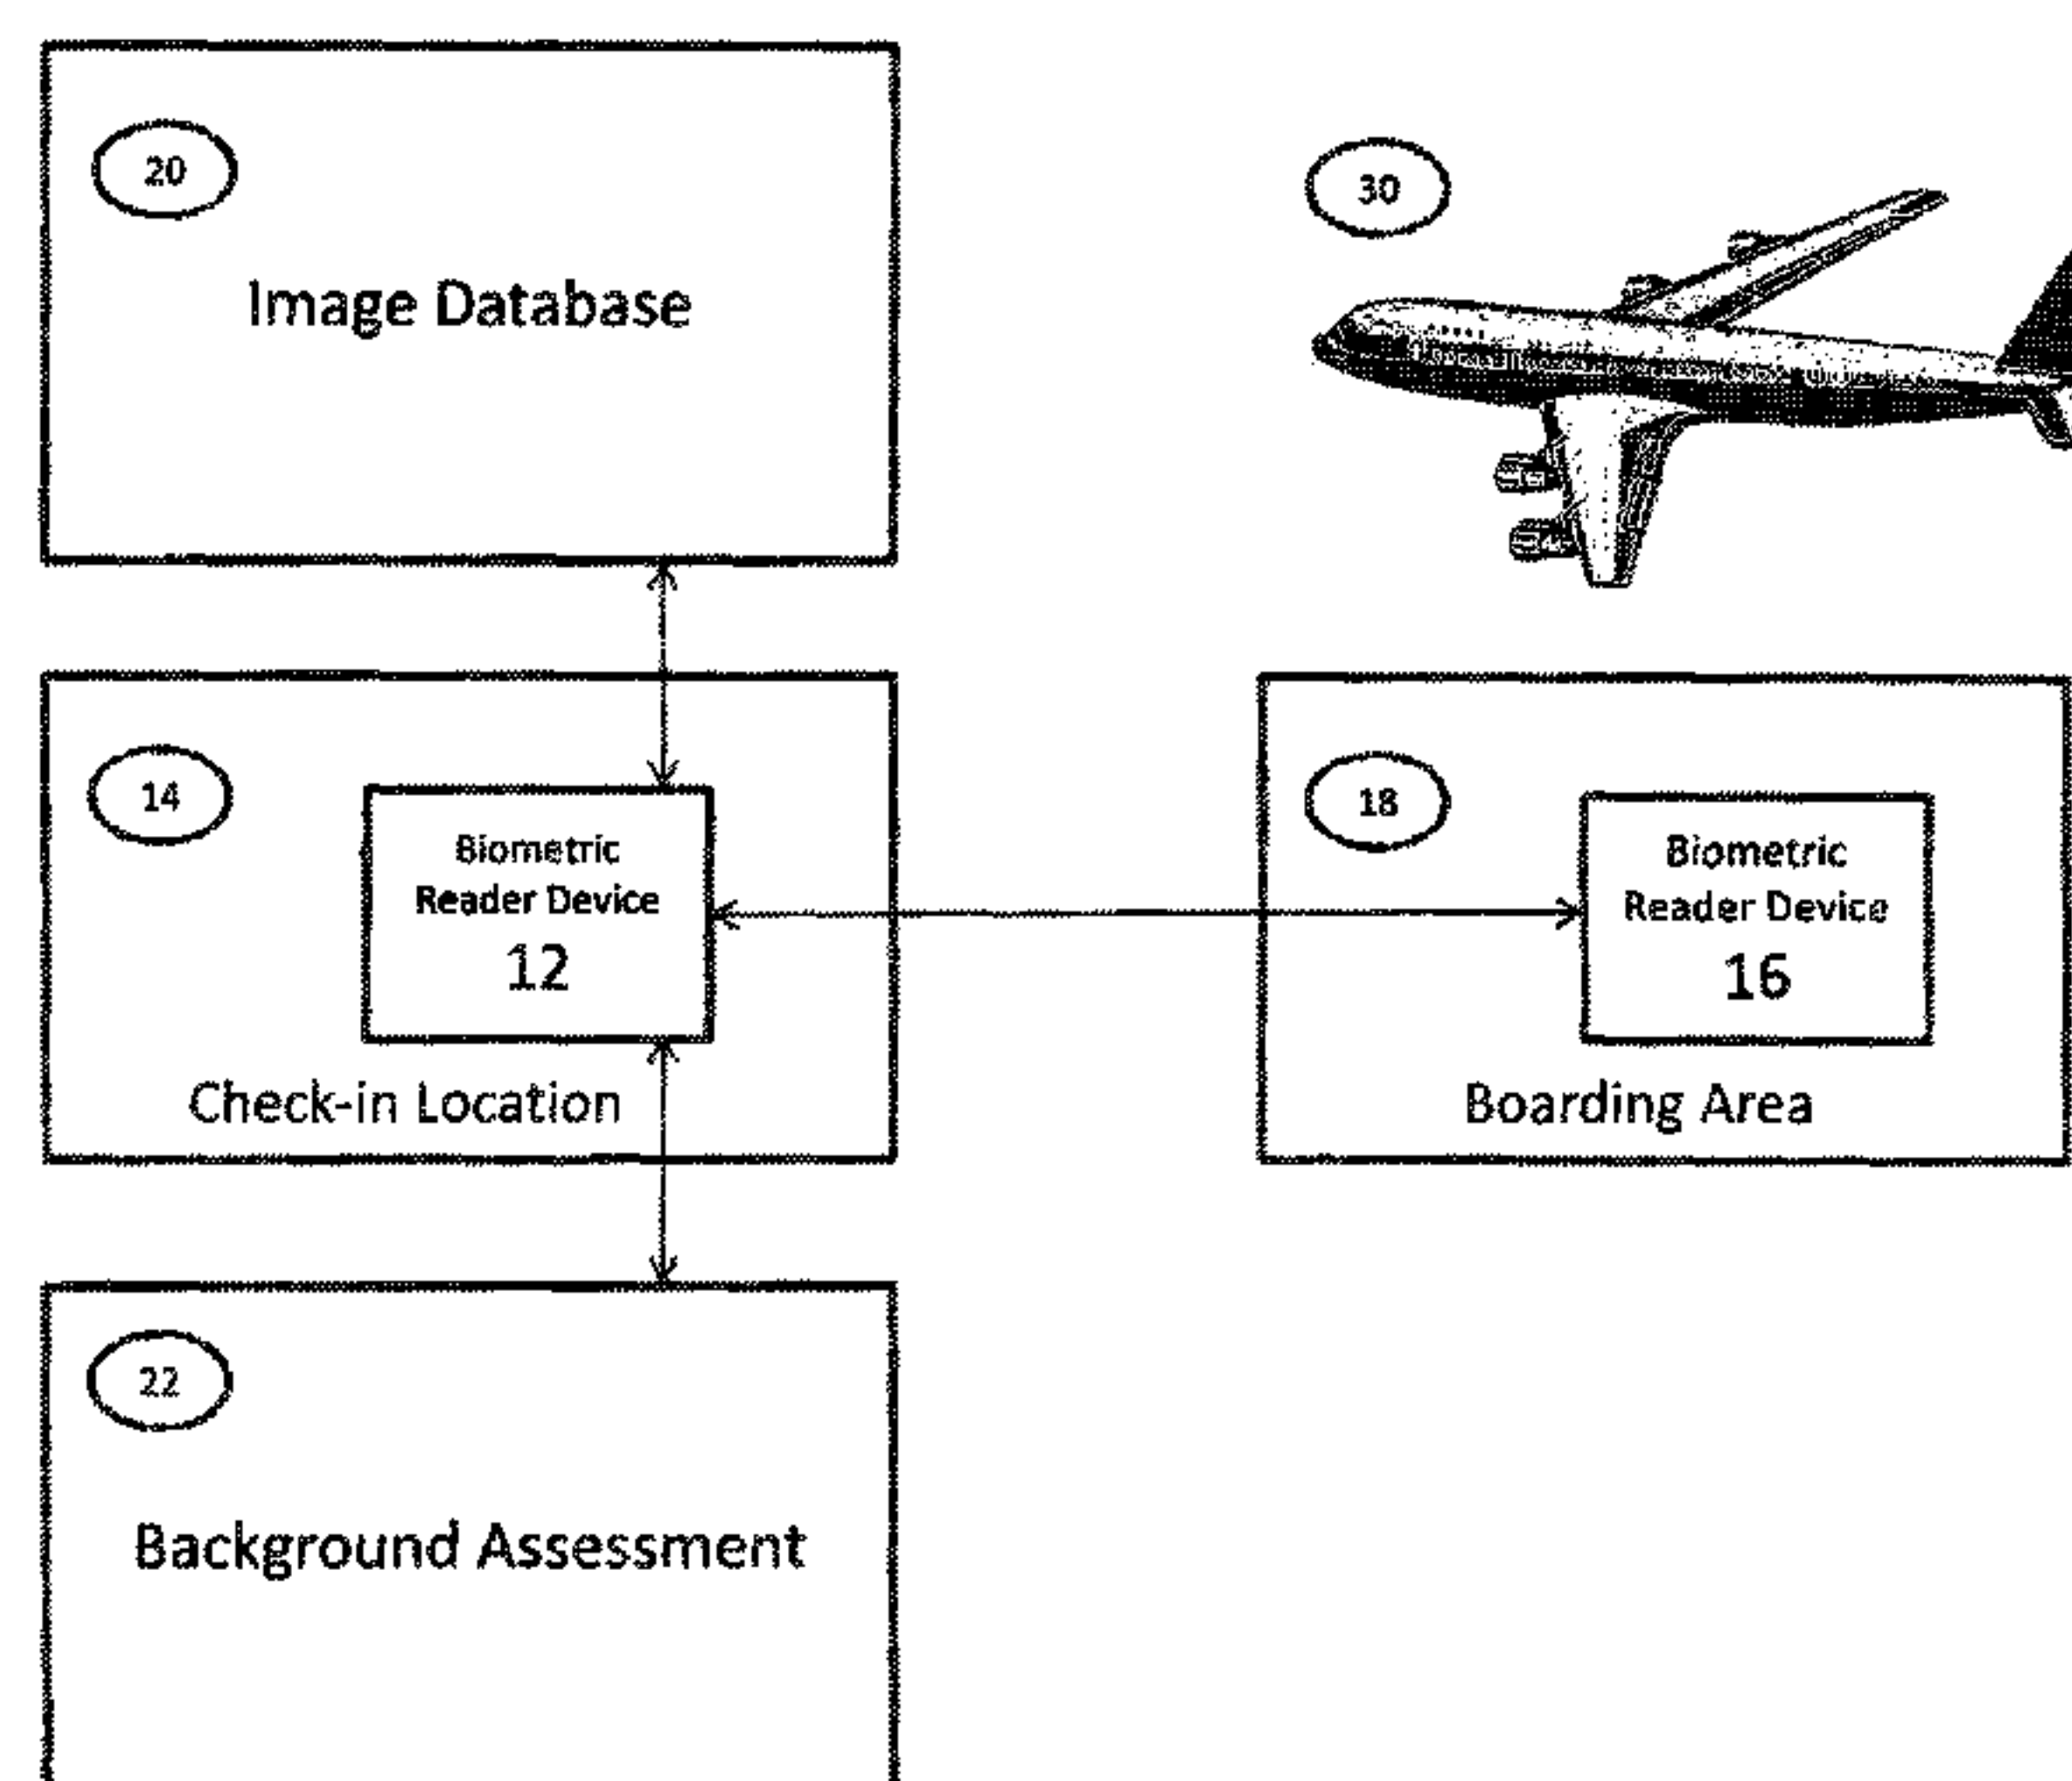 20
Image Database
30
14
Biometric
Reader Device
12
Check-in Location
18
Biometric
Reader Device
16
Boarding Area
22
Background Assessment